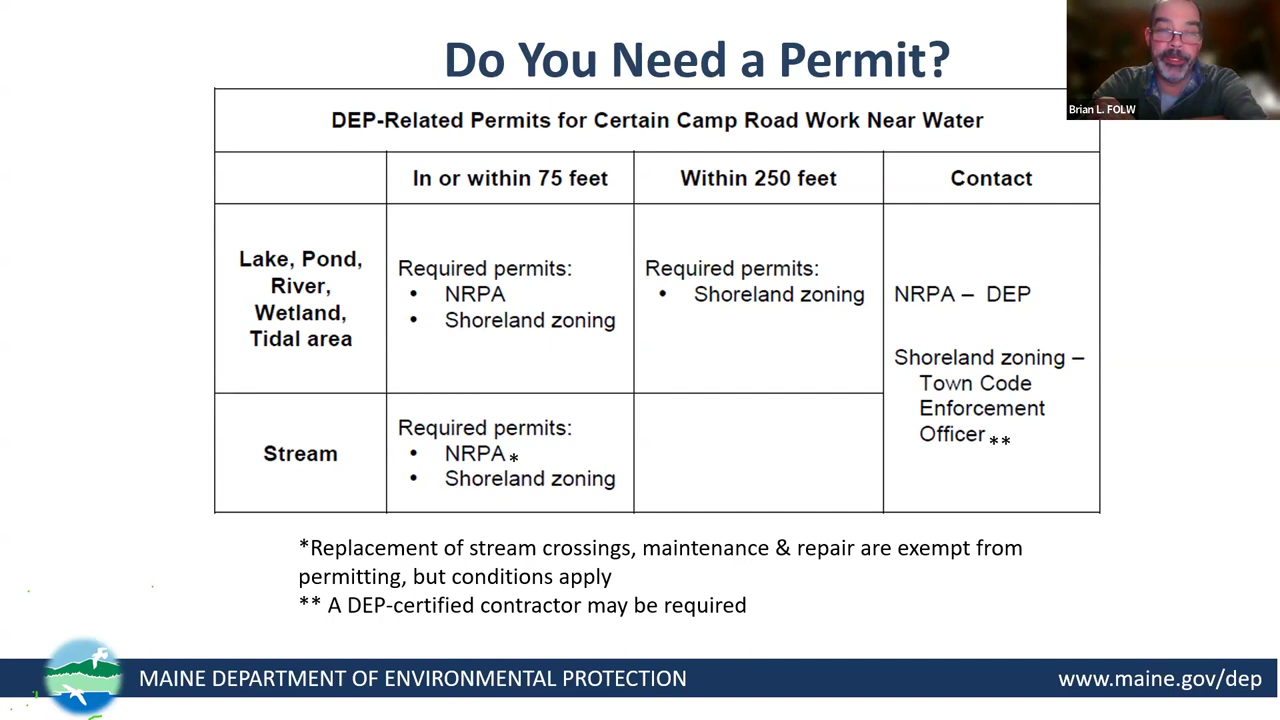 Do You Need a Permit?
Brian L. FOLW
DEP-Related Permits for Certain Camp Road Work Near Water
In or within 75 feet
Within 250 feet
Contact
Lake, Pond,
River,
Wetland,
Tidal area
Required permits:
• NRPA
• Shoreland zoning
Required permits:
• Shoreland zoning
NRPA – DEP
Shoreland zoning –
Town Code
Enforcement
Officer **
Stream
Required permits:
• NRPA *
• Shoreland zoning
*Replacement of stream crossings, maintenance & repair are exempt from
permitting, but conditions apply
** A DEP-certified contractor may be required
MAINE DEPARTMENT OF ENVIRONMENTAL PROTECTION
www.maine.gov/dep